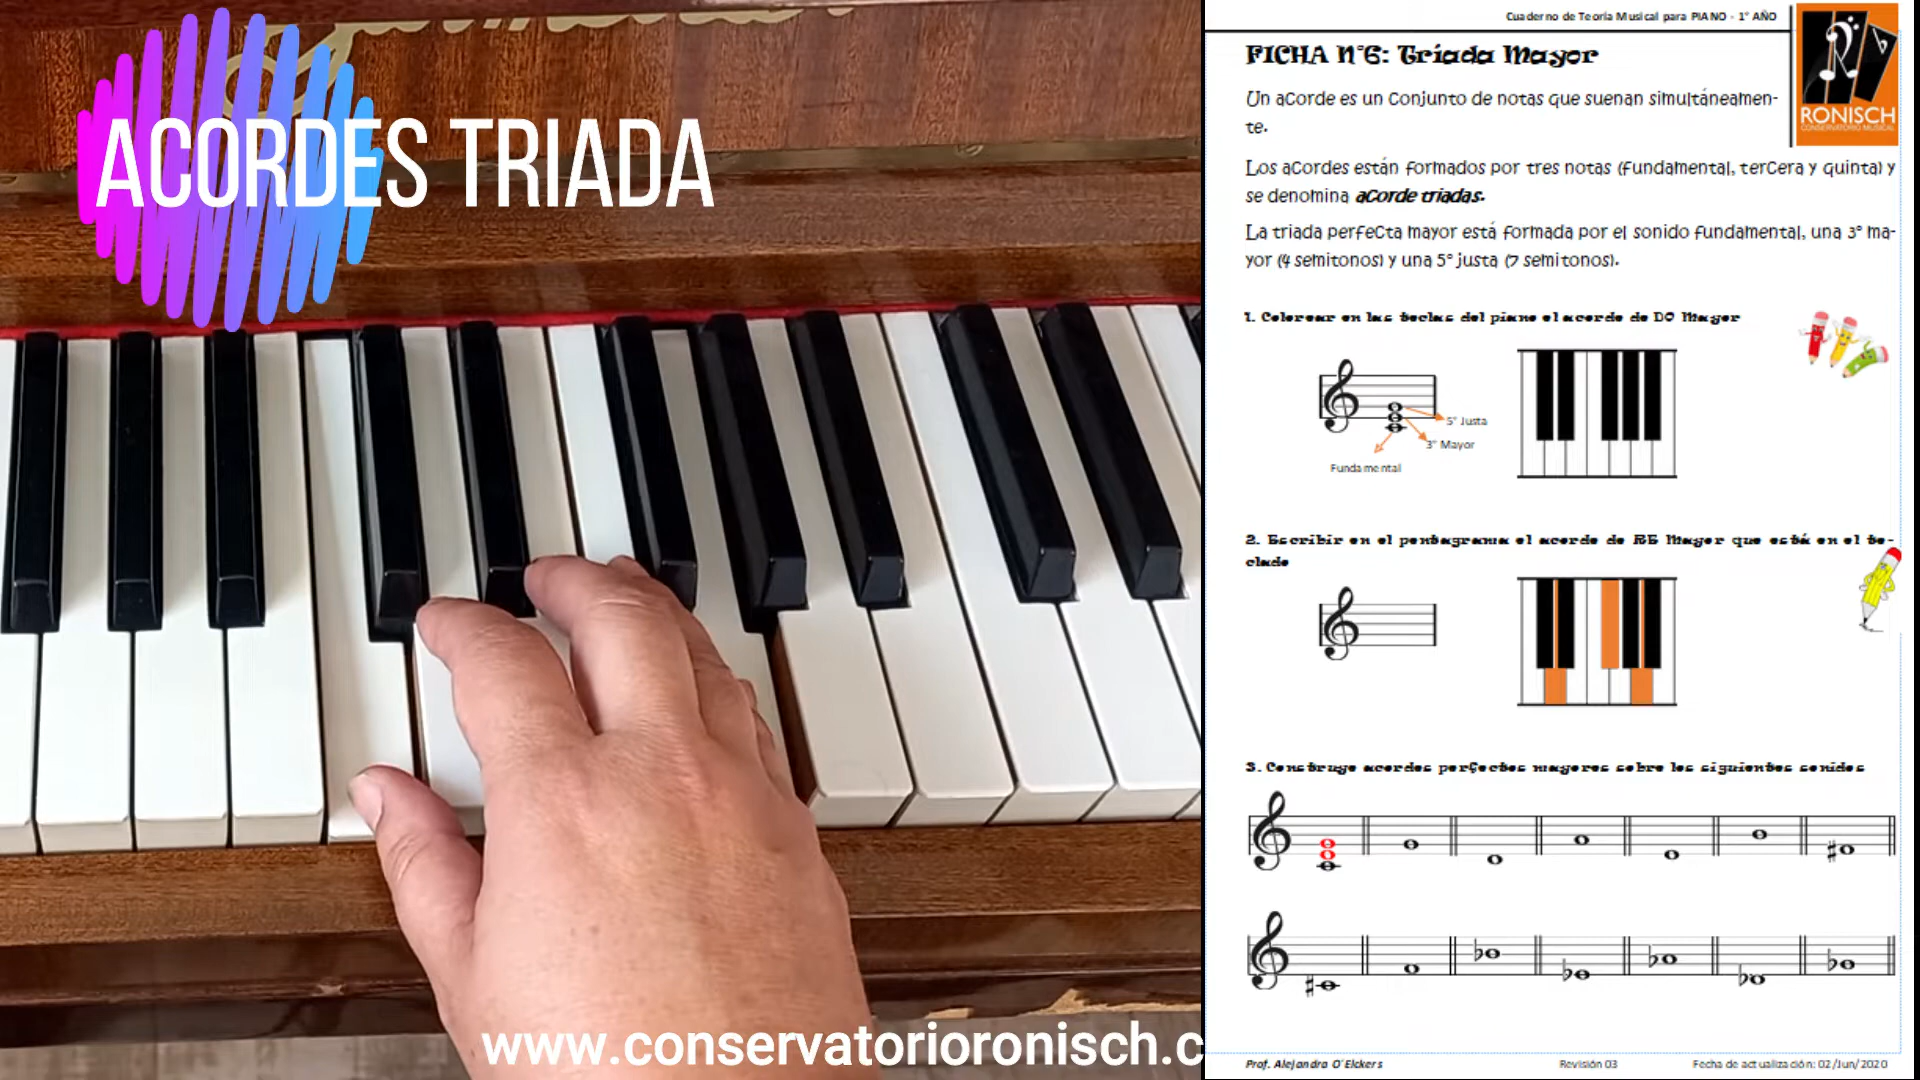 ACORDES TRIADA
www.conservatorioronisch.c
Cuaderno de Teoría Musical para PIANO - 1° AÑO
RONISCH
CONSERVATORIO MUSICAL
FICHA N°6: Triada Mayor
Un acorde es un conjunto de notas que suenan simultáneamen-
te.
Los acordes están formados por tres notas (fundamental, tercera y quinta) y
se denomina acorde triadas.
La triada perfecta mayor está formada por el sonido fundamental, una 3° ma-
yor (4 semitonos) y una 5° justa (7 semitonos).
1. Colorear en las teclas del piano el acorde de DO Mayor
5° Justa
3° Mayor
Fundamental
2. Escribir en el pentagrama el acorde de RE Mayor que está en el te-
clado
3. Construye acordes perfectos mayores sobre los siguientes sonidos
Prof. Alejandra O'Elckers
Revisión 03
Fecha de actualización: 02/Jun/2020